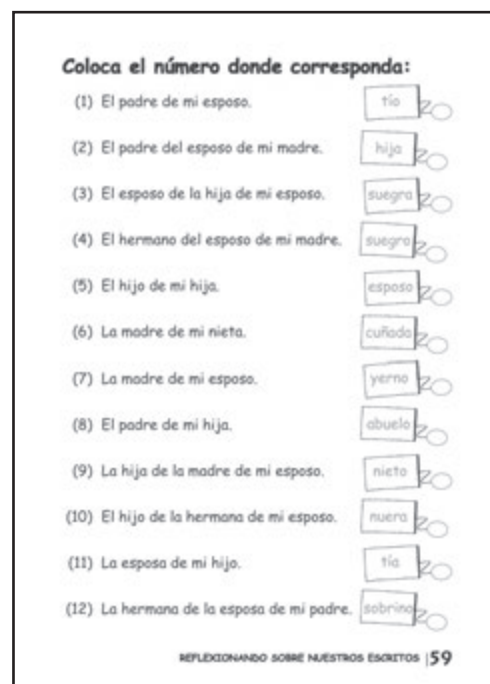 Coloca el número donde corresponda:
(1) El padre de mi esposo. tío
(2) El padre del esposo de mi madre. hija
(3) El esposo de la hija de mi esposo.
(4) El hermano del esposo de mi madre.
(5) El hijo de mi hija. esposo
(6) La madre de mi nieta. cuñada
(7) La madre de mi esposo. yerno
(8) El padre de mi hija. abuelo
(9) La hija de la madre de mi esposo. nieto
(10) El hijo de la hermana de mi esposo. nuera
(11) La esposa de mi hijo. tía
(12) La hermana de la esposa de mi padre. sobrino
REFLEXIONANDO SOBRE NUESTROS ESCRITOS | 59